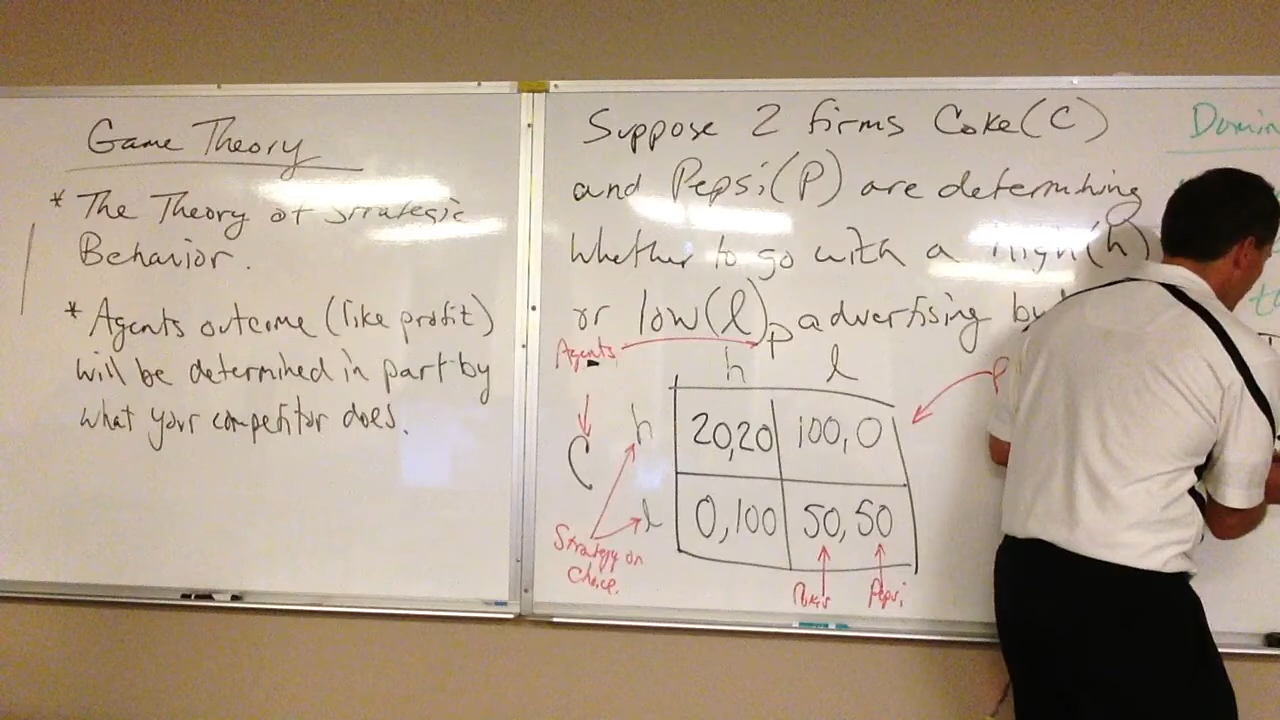 Game Theory
* The Theory of Strategic
Behavior.
* Agents outcome (like profit)
will be determined in part by
what your competitor does.
Suppose 2 firms Coke(C)
and Pepsi(P) are determining
whether to go with a high(h)
or low(l) advertising
Agents
P
h l
C
h 20,20 100,0
l 0,100 50,50
Strategy or
Choice.
Pepsi
P